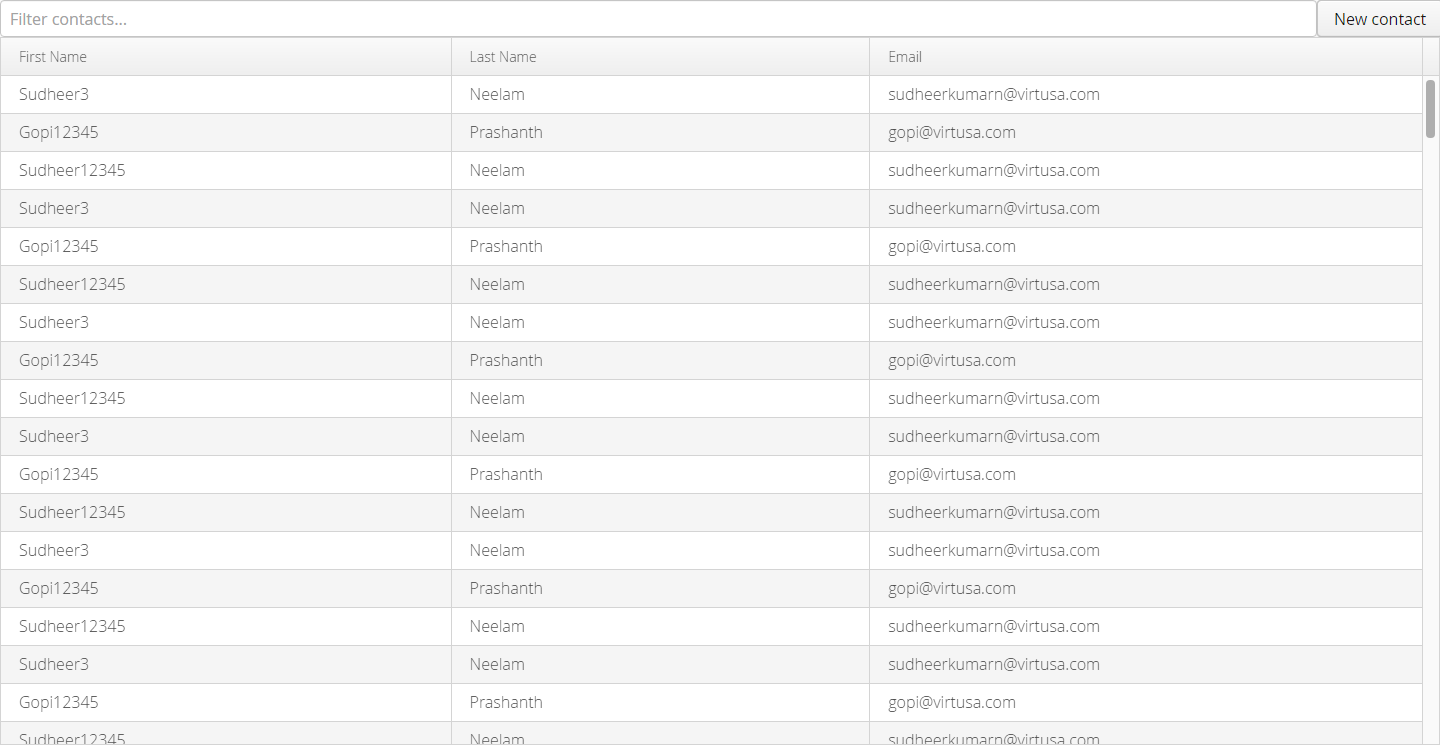 Filter contacts... New contact
First Name Last Name Email
Sudheer3 Neelam sudheerkumarn@virtusa.com
Gopi12345 Prashanth gopi@virtusa.com
Sudheer12345 Neelam sudheerkumarn@virtusa.com
Sudheer3 Neelam sudheerkumarn@virtusa.com
Gopi12345 Prashanth gopi@virtusa.com
Sudheer12345 Neelam sudheerkumarn@virtusa.com
Sudheer3 Neelam sudheerkumarn@virtusa.com
Gopi12345 Prashanth gopi@virtusa.com
Sudheer12345 Neelam sudheerkumarn@virtusa.com
Sudheer3 Neelam sudheerkumarn@virtusa.com
Gopi12345 Prashanth gopi@virtusa.com
Sudheer12345 Neelam sudheerkumarn@virtusa.com
Sudheer3 Neelam sudheerkumarn@virtusa.com
Gopi12345 Prashanth gopi@virtusa.com
Sudheer12345 Neelam sudheerkumarn@virtusa.com
Sudheer3 Neelam sudheerkumarn@virtusa.com
Gopi12345 Prashanth gopi@virtusa.com
Sudheer12345 Neelam sudheerkumarn@virtusa.com